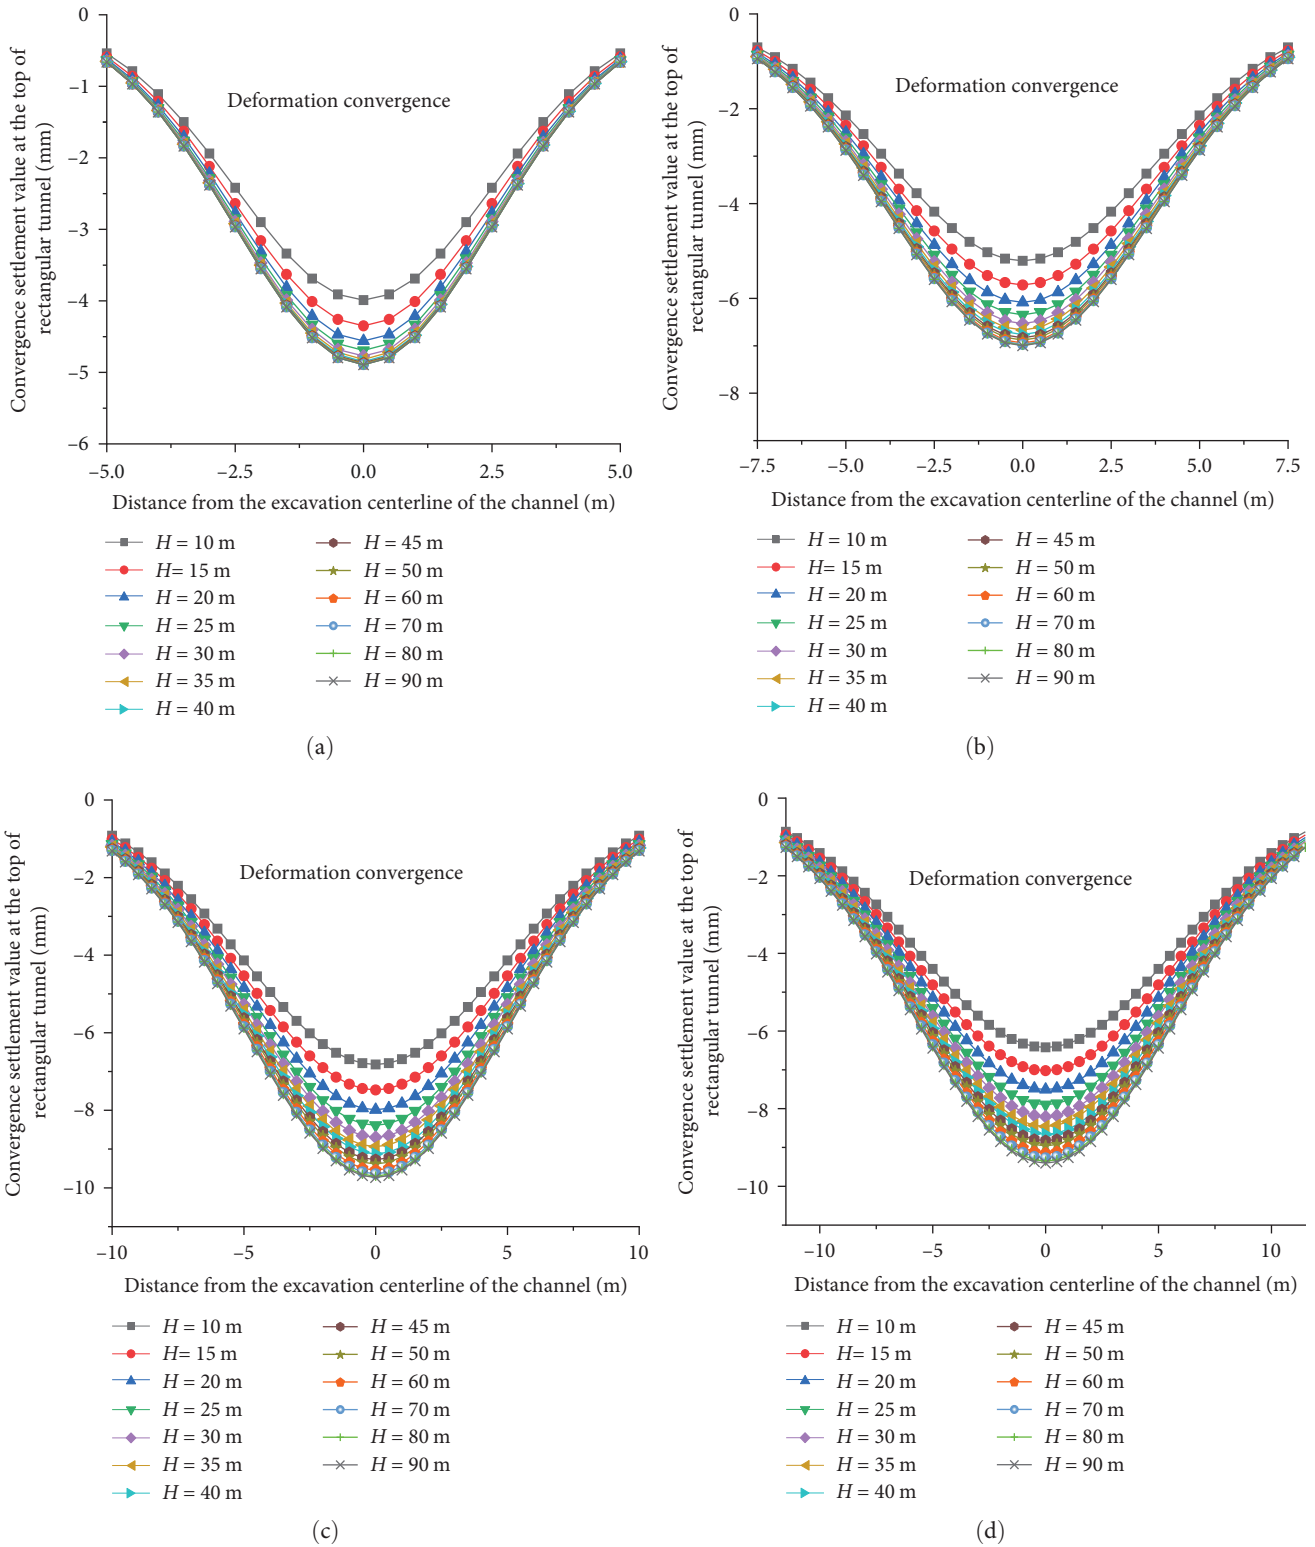 Convergence settlement value at the top of
rectangular tunnel (mm)
0
–1
–2
–3
–4
–5
–6
Deformation convergence
–5.0
–2.5
0.0
2.5
5.0
Distance from the excavation centerline of the channel (m)
H = 10 m
H= 15 m
H = 20 m
H = 25 m
H = 30 m
H = 35 m
H = 40 m
H = 45 m
H = 50 m
H = 60 m
H = 70 m
H = 80 m
H = 90 m
(a)
Convergence settlement value at the top of
rectangular tunnel (mm)
0
–2
–4
–6
–8
Deformation convergence
–7.5
–5.0
–2.5
0.0
2.5
5.0
7.5
Distance from the excavation centerline of the channel (m)
H = 10 m
H= 15 m
H = 20 m
H = 25 m
H = 30 m
H = 35 m
H = 40 m
H = 45 m
H = 50 m
H = 60 m
H = 70 m
H = 80 m
H = 90 m
(b)
Convergence settlement value at the top of
rectangular tunnel (mm)
0
–2
–4
–6
–8
–10
Deformation convergence
–10
–5
0
5
10
Distance from the excavation centerline of the channel (m)
H = 10 m
H= 15 m
H = 20 m
H = 25 m
H = 30 m
H = 35 m
H = 40 m
H = 45 m
H = 50 m
H = 60 m
H = 70 m
H = 80 m
H = 90 m
(c)
Convergence settlement value at the top of
rectangular tunnel (mm)
0
–2
–4
–6
–8
–10
Deformation convergence
–10
–5
0
5
10
Distance from the excavation centerline of the channel (m)
H = 10 m
H= 15 m
H = 20 m
H = 25 m
H = 30 m
H = 35 m
H = 40 m
H = 45 m
H = 50 m
H = 60 m
H = 70 m
H = 80 m
H = 90 m
(d)